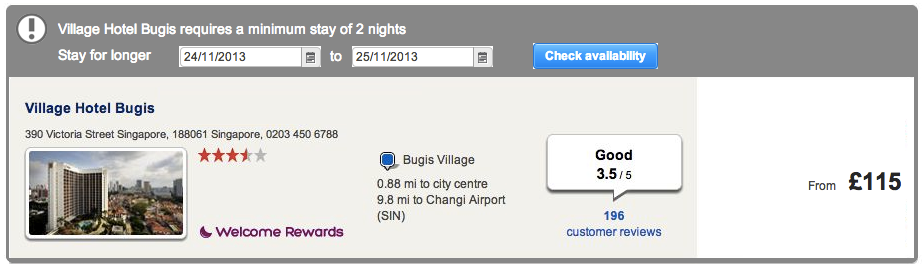 Village Hotel Bugis requires a minimum stay of 2 nights
Stay for longer 24/11/2013 to 25/11/2013 Check availability
Village Hotel Bugis
390 Victoria Street Singapore, 188061 Singapore, 0203 450 6788
Bugis Village
0.88 mi to city centre
9.8 mi to Changi Airport
(SIN)
Welcome Rewards
Good
3.5 / 5
196
customer reviews
From £115